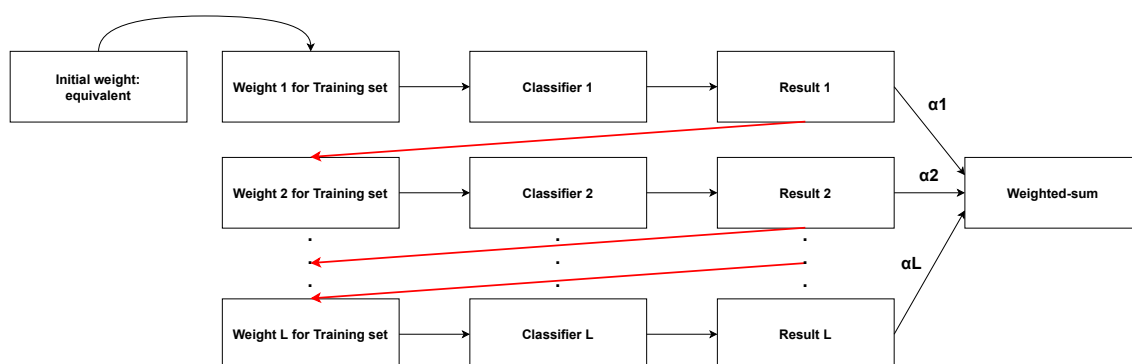 Initial weight:
equivalent
Weight 1 for Training set
Classifier 1
Result 1
α1
Weight 2 for Training set
Classifier 2
Result 2
α2
Weighted-sum
αL
Weight L for Training set
Classifier L
Result L